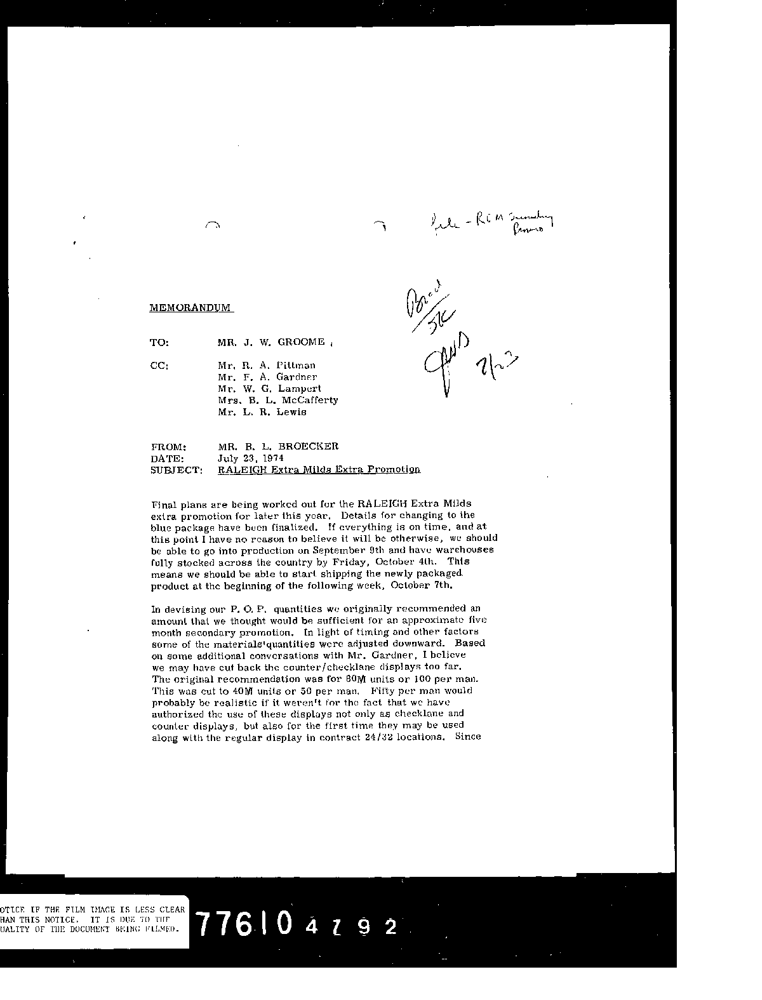 file - RCM
Promo
Brad
MEMORANDUM
TO: MR. J. W. GROOME
CC: Mr. R. A. Pittman
Mr. F. A. Gardner
Mr. W. G. Lampert
Mrs. B. L. McCafferty
Mr. L. R. Lewis
7/23
FROM: MR. B. L. BROECKER
DATE: July 23, 1974
SUBJECT: RALEIGH Extra Milds Extra Promotion
Final plans are being worked out for the RALEIGH Extra Milds
extra promotion for later this year. Details for changing to the
blue package have been finalized. If everything is on time, and at
this point I have no reason to believe it will be otherwise, we should
be able to go into production on September 9th and have warehouses
fully stocked across the country by Friday, October 4th. This
means we should be able to start shipping the newly packaged
product at the beginning of the following week, October 7th.
In devising our P. O. P. quantities we originally recommended an
amount that we thought would be sufficient for an approximate five
month secondary promotion. In light of timing and other factors
some of the materials' quantities were adjusted downward. Based
on some additional conversations with Mr. Gardner, I believe
we may have cut back the counter/checklane displays too far.
The original recommendation was for 80M units or 100 per man.
This was cut to 40M units or 50 per man. Fifty per man would
probably be realistic if it weren't for the fact that we have
authorized the use of these displays not only as checklane and
counter displays, but also for the first time they may be used
along with the regular display in contract 24/32 locations. Since
OTICE IF THE FILM IMAGE IS LESS CLEAR
HAN THIS NOTICE. IT IS DUE TO THE
UALITY OF THE DOCUMENT BEING FILMED.
776104792